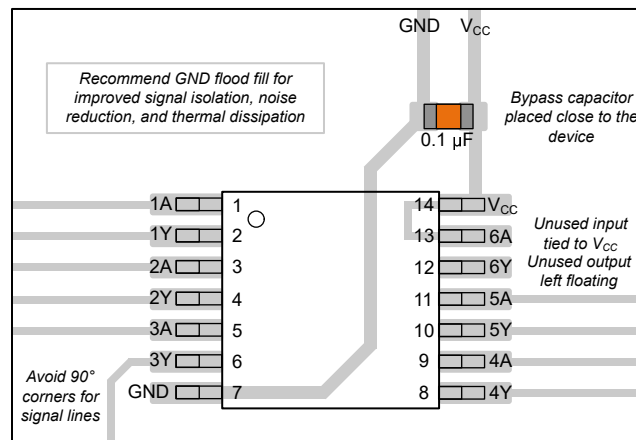 GND VCC
Recommend GND flood fill for
improved signal isolation, noise
reduction, and thermal dissipation
Bypass capacitor
placed close to the
device
0.1 µF
1A 1 14 VCC
1Y 2 13 6A
2A 3 12 6Y
2Y 4 11 5A
3A 5 10 5Y
3Y 6 9 4A
GND 7 8 4Y
Unused input
tied to VCC
Unused output
left floating
Avoid 90°
corners for
signal lines